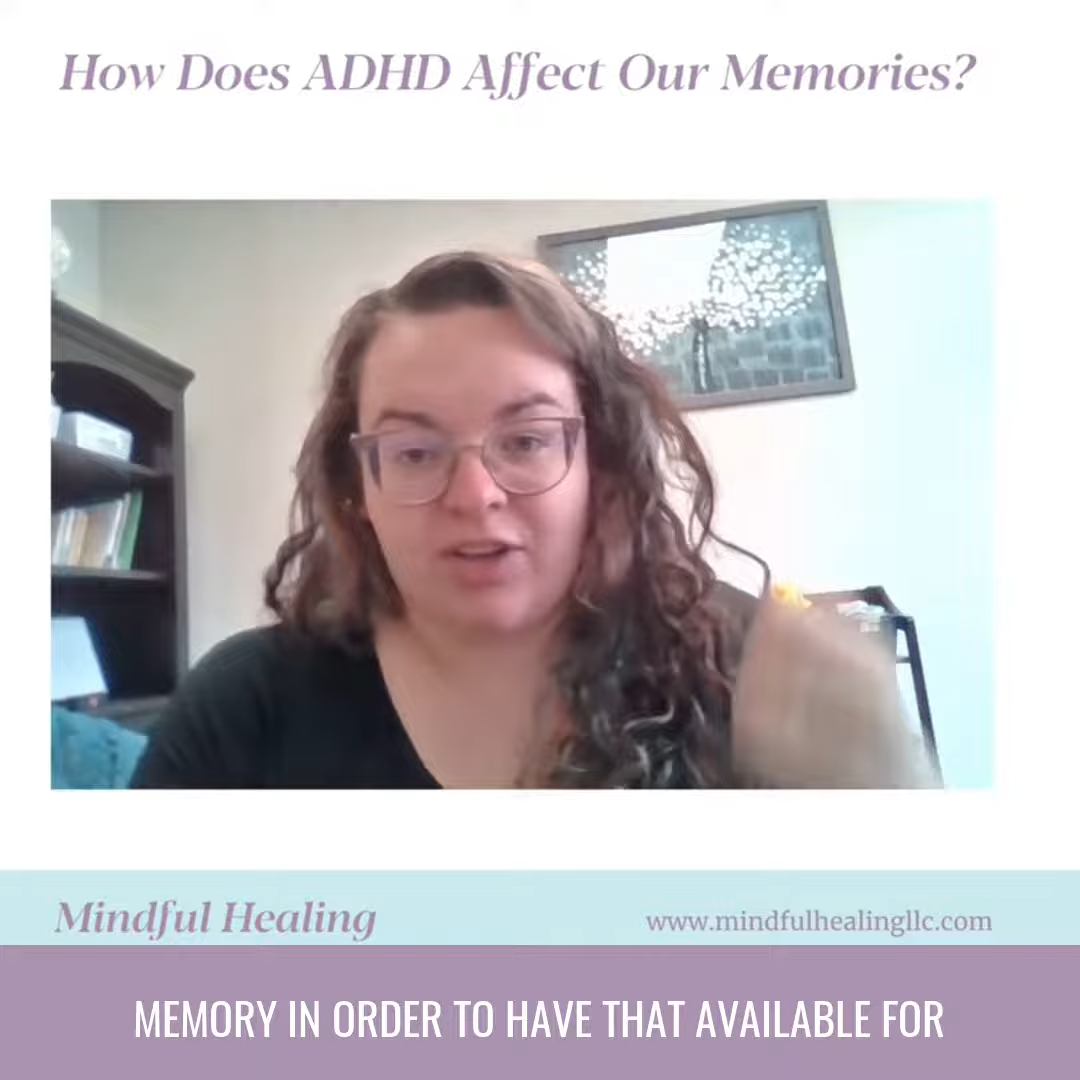 How Does ADHD Affect Our Memories?
Mindful Healing
www.mindfulhealingllc.com
MEMORY IN ORDER TO HAVE THAT AVAILABLE FOR